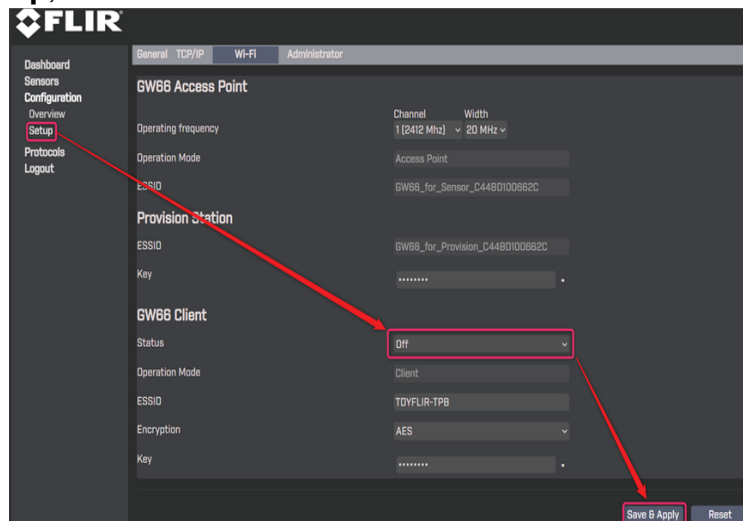 FLIR
Dashboard
Sensors
Configuration
Overview
Setup
Protocols
Logout
General TCP/IP Wi-Fi Administrator
GW66 Access Point
Channel Width
Operating frequency 1 (2412 Mhz) 20 MHz
Operation Mode Access Point
ESSID GW66_for_Sensor_C44BD100662C
Provision Station
ESSID GW66_for_Provision_C44BD100662C
Key ********
GW66 Client
Status Off
Operation Mode Client
ESSID TDYFLIR-TPB
Encryption AES
Key ********
Save & Apply Reset